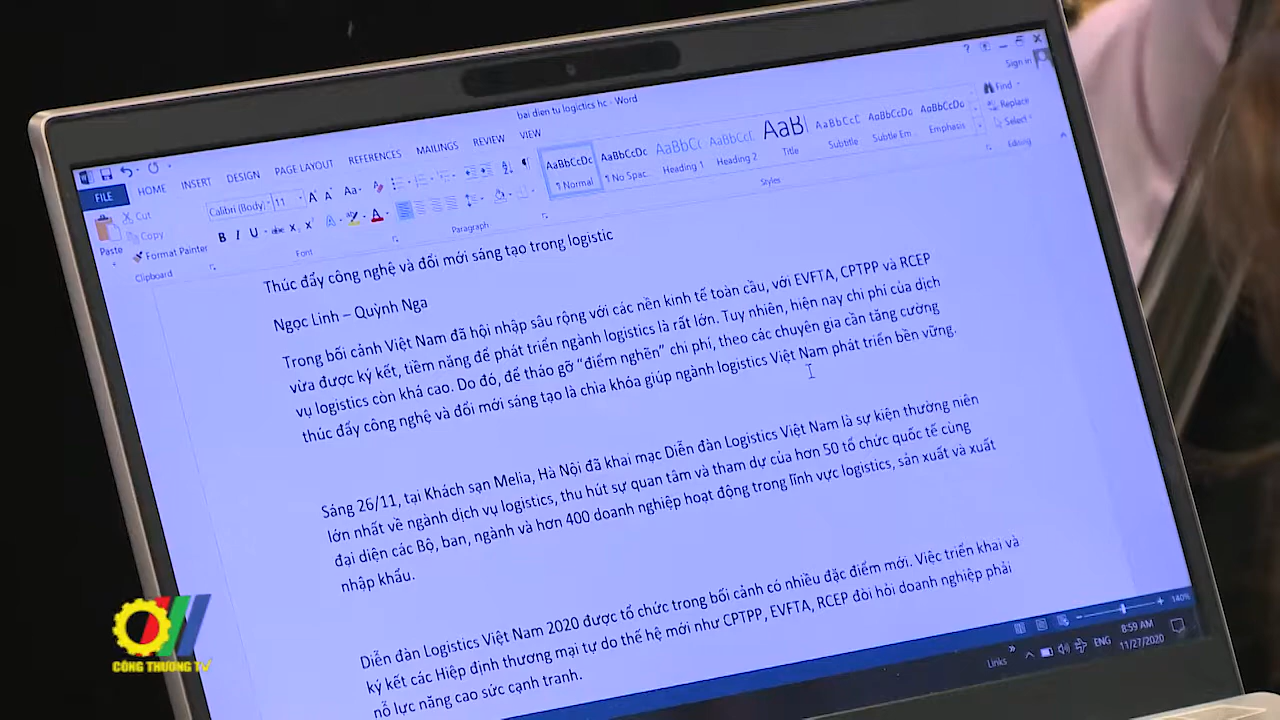 bai dien tu logictics hc - Word
Sign in
FILE HOME INSERT DESIGN PAGE LAYOUT REFERENCES MAILINGS REVIEW VIEW
Paste
Cut
Copy
Format Painter
Clipboard
Calibri (Body) 11
Font
Paragraph
AaBbCcDc AaBbCcDc AaBbCc AaBbCcD AaBl AaBbCcD AaBbCcDc AaBbCcDc
¶ Normal ¶ No Spac... Heading 1 Heading 2 Title Subtitle Subtle Em... Emphasis
Styles
Find
Replace
Select
Editing
Thúc đẩy công nghệ và đổi mới sáng tạo trong logistic
Ngọc Linh – Quỳnh Nga
Trong bối cảnh Việt Nam đã hội nhập sâu rộng với các nền kinh tế toàn cầu, với EVFTA, CPTPP và RCEP
vừa được ký kết, tiềm năng để phát triển ngành logistics là rất lớn. Tuy nhiên, hiện nay chi phí của dịch
vụ logistics còn khá cao. Do đó, để tháo gỡ “điểm nghẽn” chi phí, theo các chuyên gia cần tăng cường
thúc đẩy công nghệ và đổi mới sáng tạo là chìa khóa giúp ngành logistics Việt Nam phát triển bền vững.
Sáng 26/11, tại Khách sạn Melia, Hà Nội đã khai mạc Diễn đàn Logistics Việt Nam là sự kiện thường niên
lớn nhất về ngành dịch vụ logistics, thu hút sự quan tâm và tham dự của hơn 50 tổ chức quốc tế cùng
đại diện các Bộ, ban, ngành và hơn 400 doanh nghiệp hoạt động trong lĩnh vực logistics, sản xuất và xuất
nhập khẩu.
Diễn đàn Logistics Việt Nam 2020 được tổ chức trong bối cảnh có nhiều đặc điểm mới. Việc triển khai và
ký kết các Hiệp định thương mại tự do thế hệ mới như CPTPP, EVFTA, RCEP đòi hỏi doanh nghiệp phải
nỗ lực nâng cao sức cạnh tranh.
140%
Links
ENG
8:59 AM
11/27/2020
CÔNG THƯƠNG TV